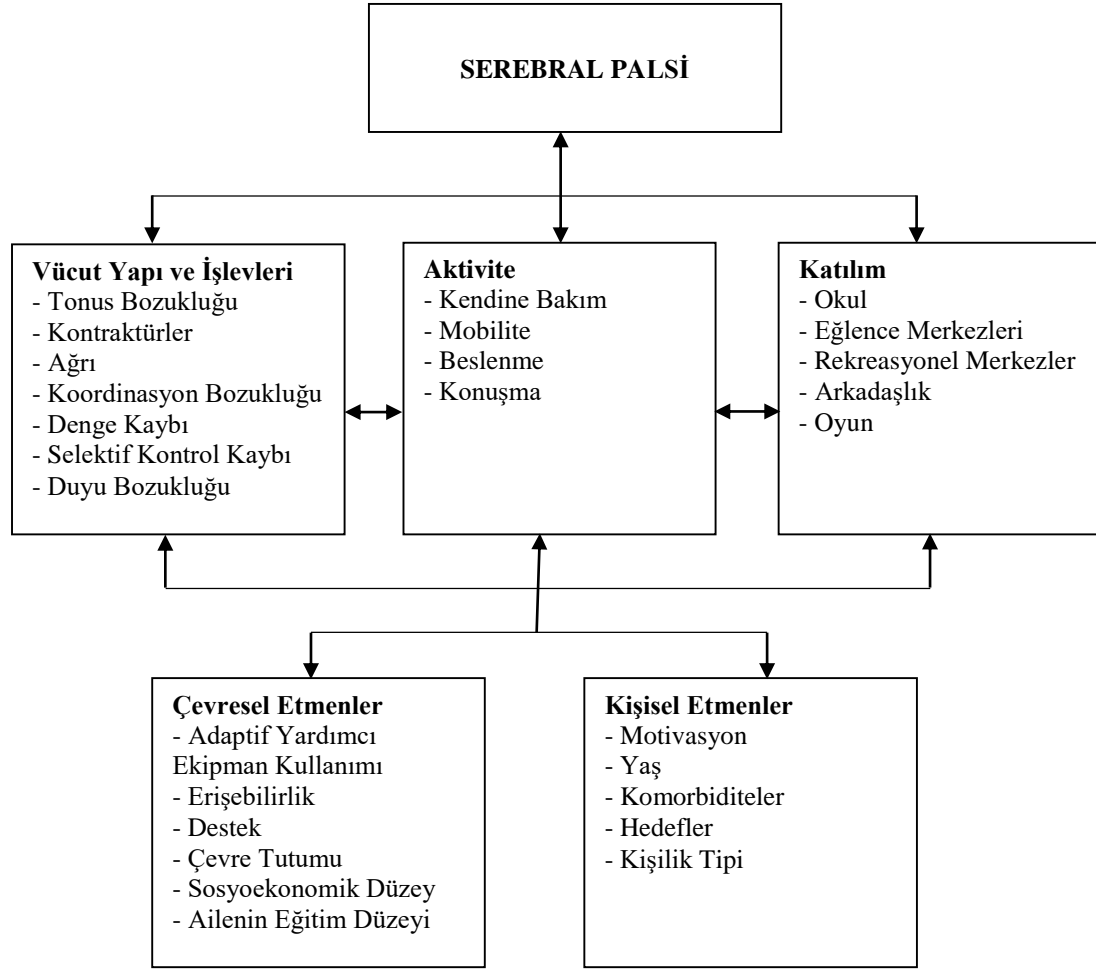 SEREBRAL PALSİ
Vücut Yapı ve İşlevleri
- Tonus Bozukluğu
- Kontraktürler
- Ağrı
- Koordinasyon Bozukluğu
- Denge Kaybı
- Selektif Kontrol Kaybı
- Duyu Bozukluğu
Aktivite
- Kendine Bakım
- Mobilite
- Beslenme
- Konuşma
Katılım
- Okul
- Eğlence Merkezleri
- Rekreasyonel Merkezler
- Arkadaşlık
- Oyun
Çevresel Etmenler
- Adaptif Yardımcı
Ekipman Kullanımı
- Erişebilirlik
- Destek
- Çevre Tutumu
- Sosyoekonomik Düzey
- Ailenin Eğitim Düzeyi
Kişisel Etmenler
- Motivasyon
- Yaş
- Komorbiditeler
- Hedefler
- Kişilik Tipi